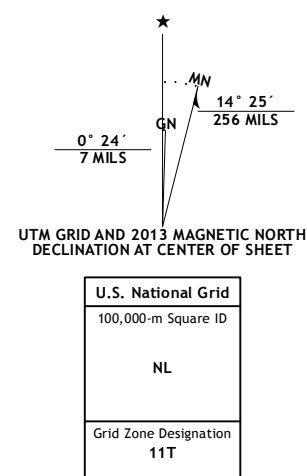 ★
MN
GN
14° 25´
256 MILS
0° 24´
7 MILS
UTM GRID AND 2013 MAGNETIC NORTH
DECLINATION AT CENTER OF SHEET
U.S. National Grid
100,000-m Square ID
NL
Grid Zone Designation
11T